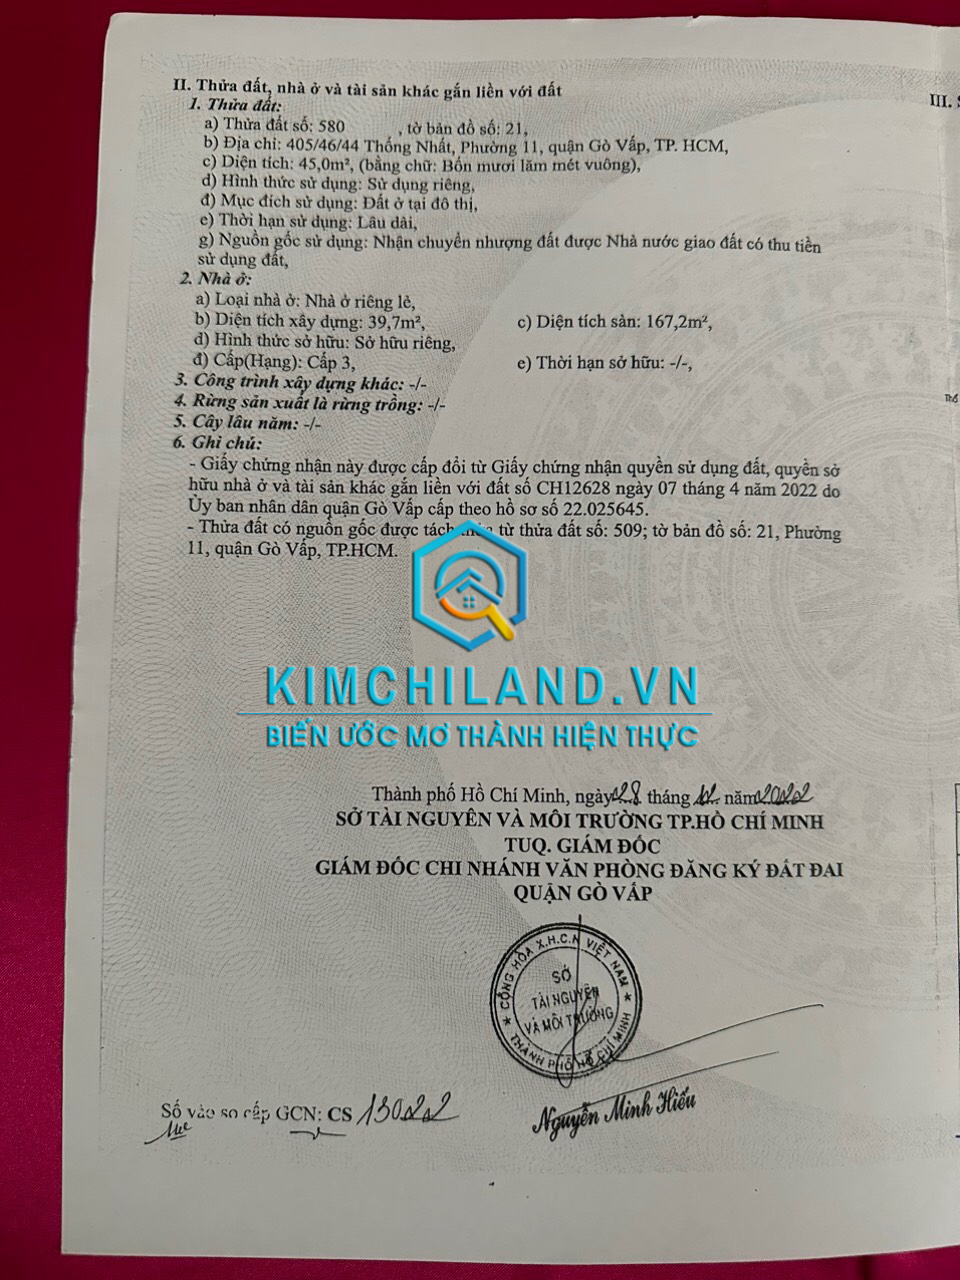 II. Thửa đất, nhà ở và tài sản khác gắn liền với đất
1. Thửa đất:
a) Thửa đất số: 580 , tờ bản đồ số: 21,
b) Địa chỉ: 405/46/44 Thống Nhất, Phường 11, quận Gò Vấp, TP. HCM,
c) Diện tích: 45,0m², (bằng chữ: Bốn mươi lăm mét vuông),
d) Hình thức sử dụng: Sử dụng riêng,
đ) Mục đích sử dụng: Đất ở tại đô thị,
e) Thời hạn sử dụng: Lâu dài,
g) Nguồn gốc sử dụng: Nhận chuyển nhượng đất được Nhà nước giao đất có thu tiền
sử dụng đất,
2. Nhà ở:
a) Loại nhà ở: Nhà ở riêng lẻ,
b) Diện tích xây dựng: 39,7m², c) Diện tích sàn: 167,2m²,
d) Hình thức sở hữu: Sở hữu riêng,
đ) Cấp(Hạng): Cấp 3, e) Thời hạn sở hữu: -/-,
3. Công trình xây dựng khác: -/-
4. Rừng sản xuất là rừng trồng: -/-
5. Cây lâu năm: -/-
6. Ghi chú:
- Giấy chứng nhận này được cấp đổi từ Giấy chứng nhận quyền sử dụng đất, quyền sở
hữu nhà ở và tài sản khác gắn liền với đất số CH12628 ngày 07 tháng 4 năm 2022 do
Ủy ban nhân dân quận Gò Vấp cấp theo hồ sơ số 22.025645.
- Thửa đất có nguồn gốc được tách từ thửa đất số: 509; tờ bản đồ số: 21, Phường
11, quận Gò Vấp, TP.HCM.
KIMCHILAND.VN
BIẾN ƯỚC MƠ THÀNH HIỆN THỰC
Thành phố Hồ Chí Minh, ngày 28 tháng 12 năm 2022
SỞ TÀI NGUYÊN VÀ MÔI TRƯỜNG TP.HỒ CHÍ MINH
TUQ. GIÁM ĐỐC
GIÁM ĐỐC CHI NHÁNH VĂN PHÒNG ĐĂNG KÝ ĐẤT ĐAI
QUẬN GÒ VẤP
CỘNG HÒA X.H.C.N VIỆT NAM
SỞ
TÀI NGUYÊN
VÀ MÔI TRƯỜNG
THÀNH PHỐ HỒ CHÍ MINH
Nguyễn Minh Hiếu
Số vào sổ cấp GCN: CS 13022
III.